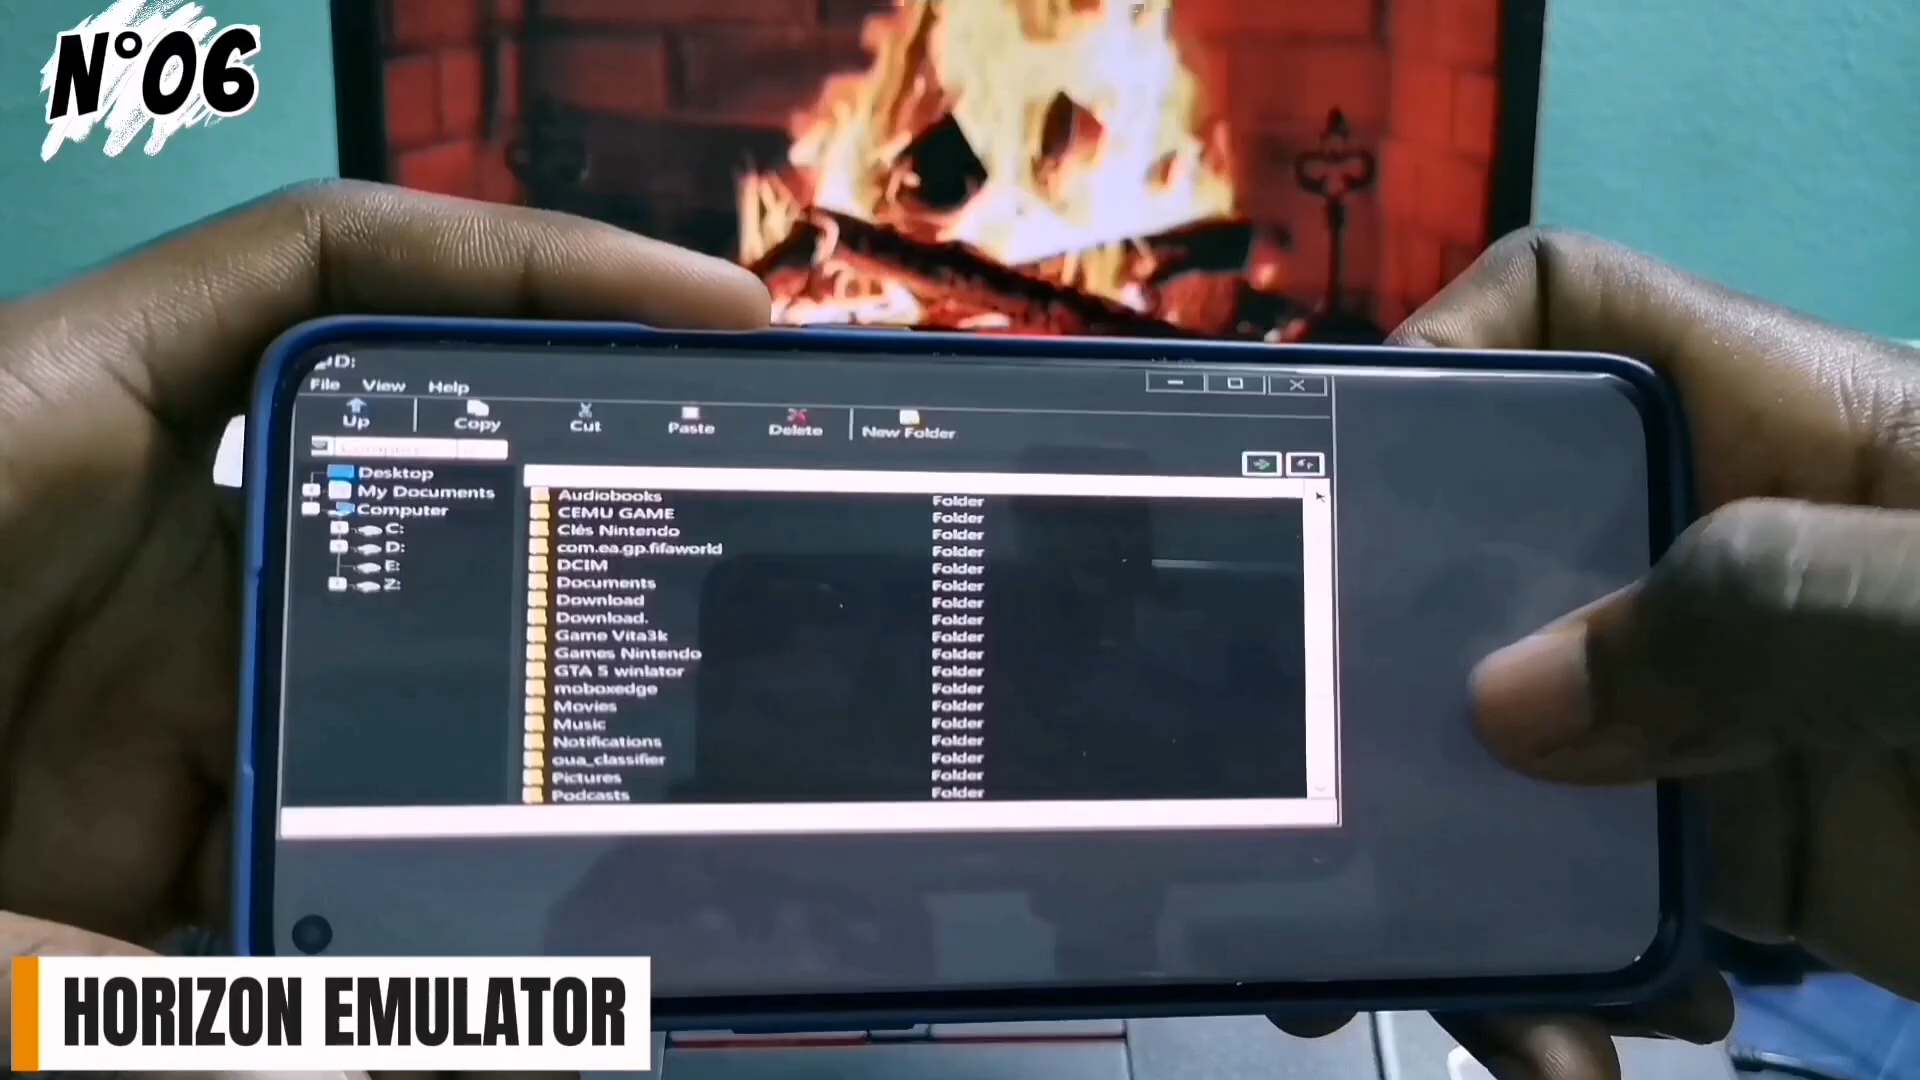 N°06
D:
File View Help
Up Copy Cut Paste Delete New Folder
Desktop
My Documents
Computer
C:
D:
E:
Z:
Audiobooks Folder
CEMU GAME Folder
Clés Nintendo Folder
com.ea.gp.fifaworld Folder
DCIM Folder
Documents Folder
Download Folder
Download. Folder
Game Vita3k Folder
Games Nintendo Folder
GTA 5 winlator Folder
moboxedge Folder
Movies Folder
Music Folder
Notifications Folder
oua_classifier Folder
Pictures Folder
Podcasts Folder
HORIZON EMULATOR